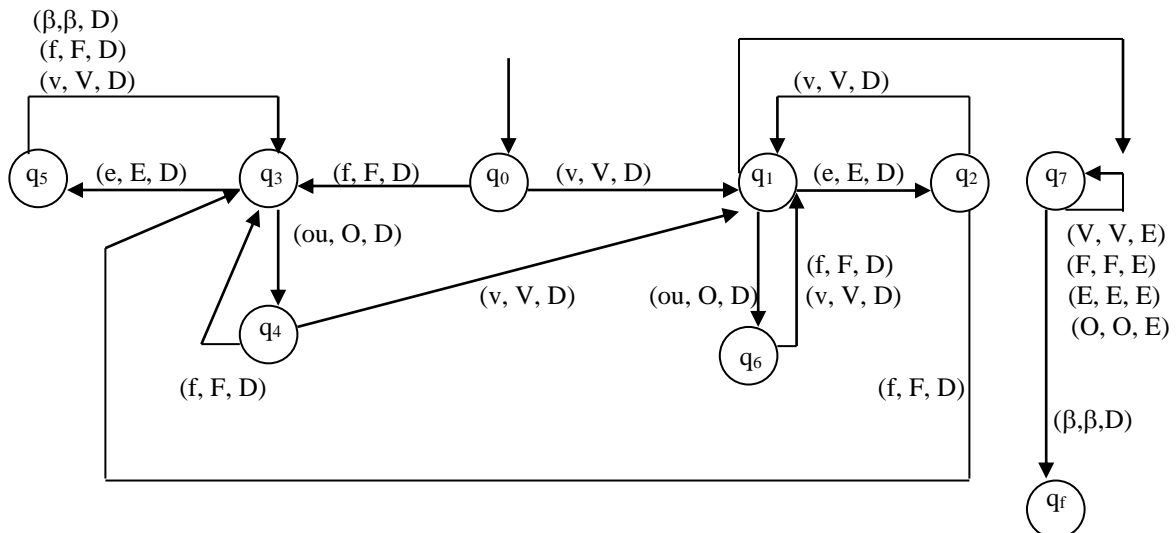 (β,β, D)
(f, F, D)
(v, V, D)
(v, V, D)
q5
(e, E, D)
q3
(f, F, D)
q0
(v, V, D)
q1
(e, E, D)
q2
q7
(ou, O, D)
(V, V, E)
(F, F, E)
(E, E, E)
(O, O, E)
(f, F, D)
(v, V, D)
(v, V, D)
(ou, O, D)
q4
q6
(f, F, D)
(f, F, D)
(β,β,D)
qf